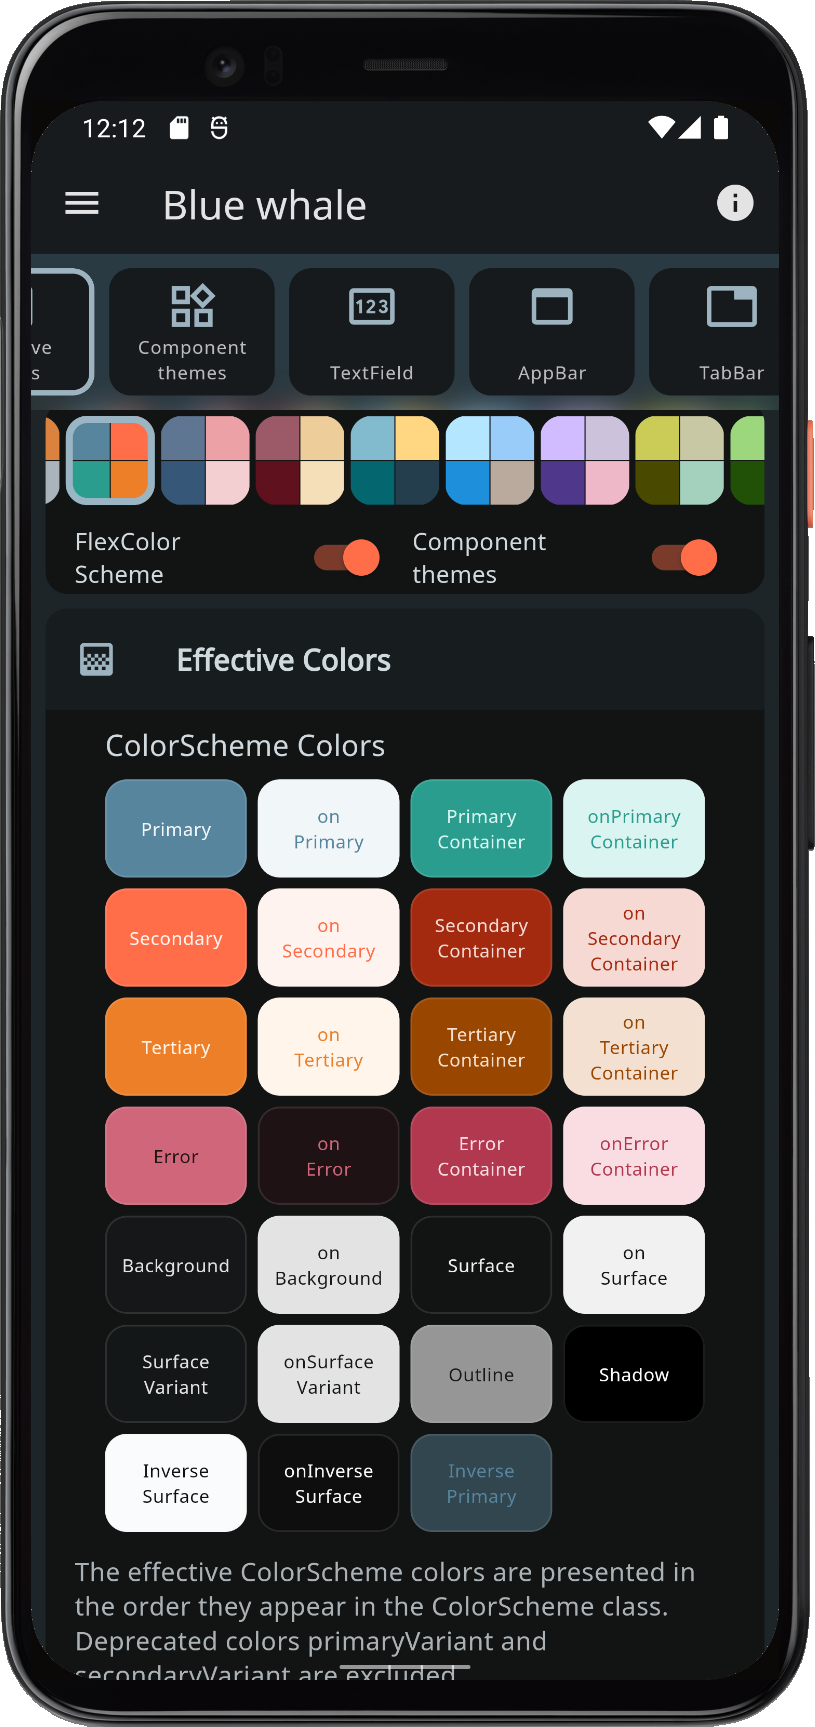 12:12
Blue whale
ve
s
Component
themes
123
TextField
AppBar
TabBar
FlexColor
Scheme
Component
themes
Effective Colors
ColorScheme Colors
Primary
on
Primary
Primary
Container
onPrimary
Container
Secondary
on
Secondary
Secondary
Container
on
Secondary
Container
Tertiary
on
Tertiary
Tertiary
Container
on
Tertiary
Container
Error
on
Error
Error
Container
onError
Container
Background
on
Background
Surface
on
Surface
Surface
Variant
onSurface
Variant
Outline
Shadow
Inverse
Surface
onInverse
Surface
Inverse
Primary
The effective ColorScheme colors are presented in
the order they appear in the ColorScheme class.
Deprecated colors primaryVariant and
secondaryVariant are excluded